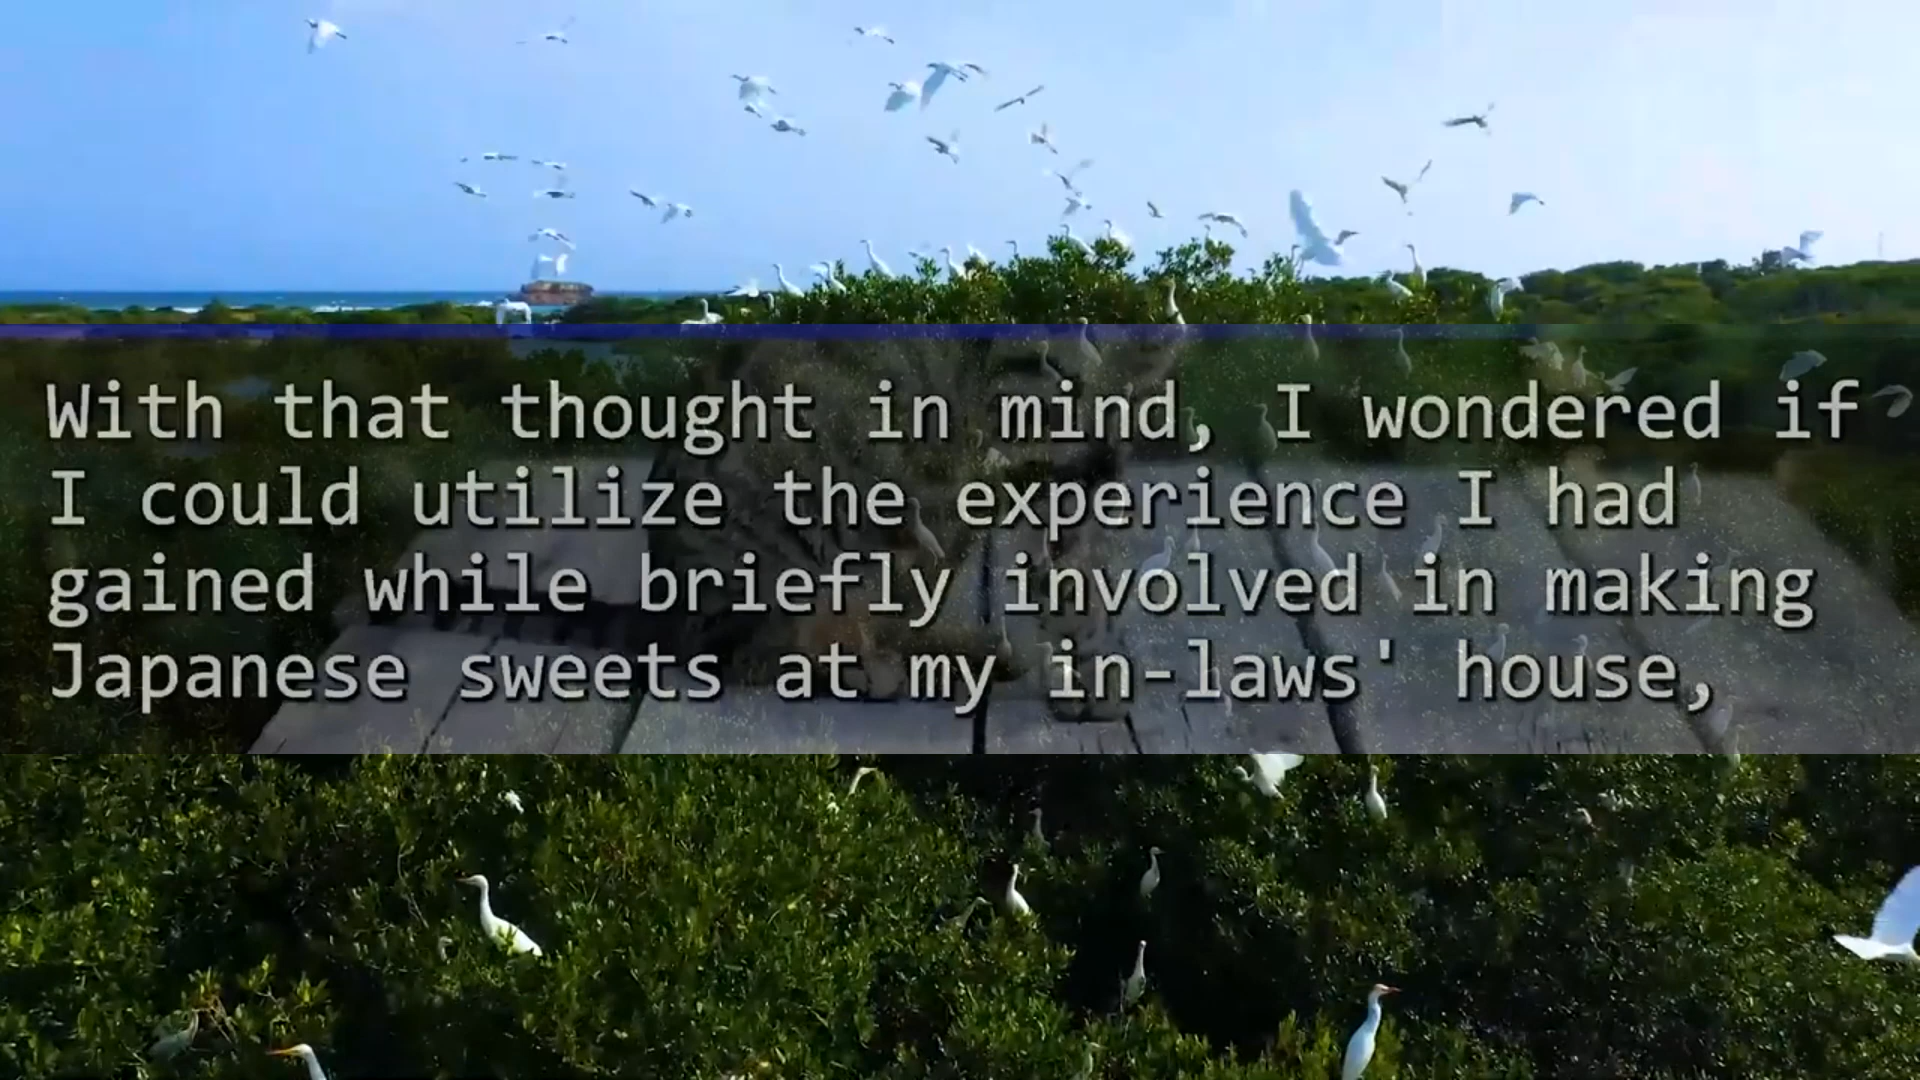 With that thought in mind, I wondered if
I could utilize the experience I had
gained while briefly involved in making
Japanese sweets at my in-laws' house,